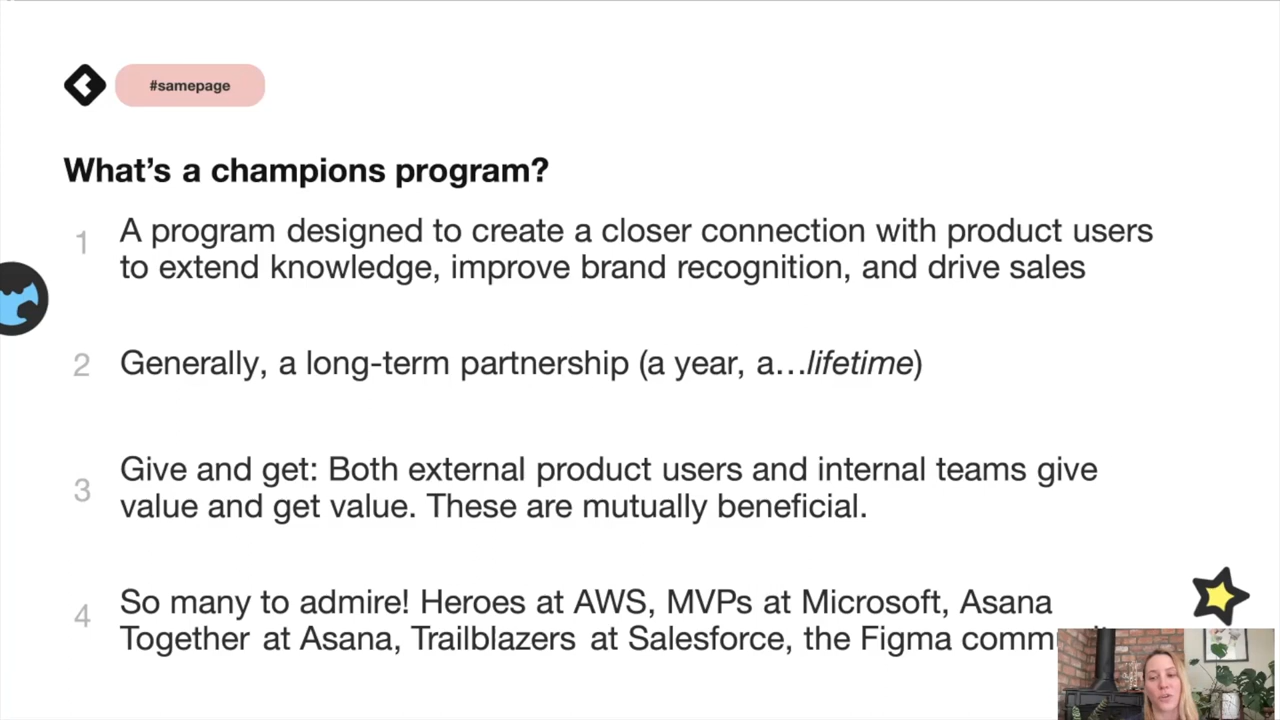 #samepage
What’s a champions program?
1
A program designed to create a closer connection with product users
to extend knowledge, improve brand recognition, and drive sales
2
Generally, a long-term partnership (a year, a…lifetime)
3
Give and get: Both external product users and internal teams give
value and get value. These are mutually beneficial.
4
So many to admire! Heroes at AWS, MVPs at Microsoft, Asana
Together at Asana, Trailblazers at Salesforce, the Figma